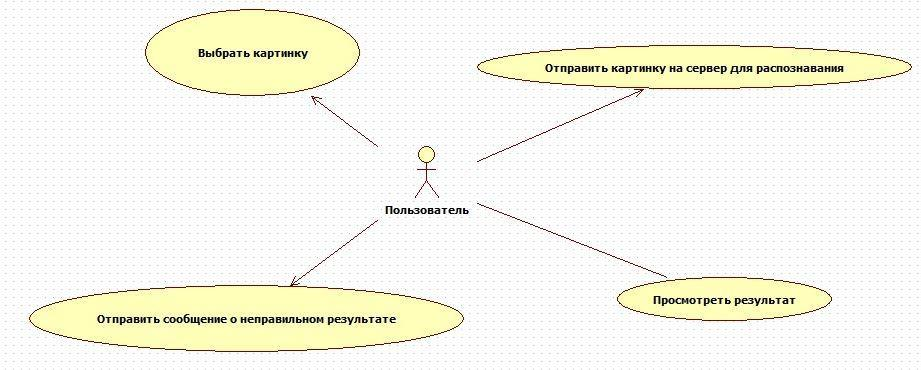 Выбрать картинку
Отправить картинку на сервер для распознавания
Пользователь
Просмотреть результат
Отправить сообщение о неправильном результате